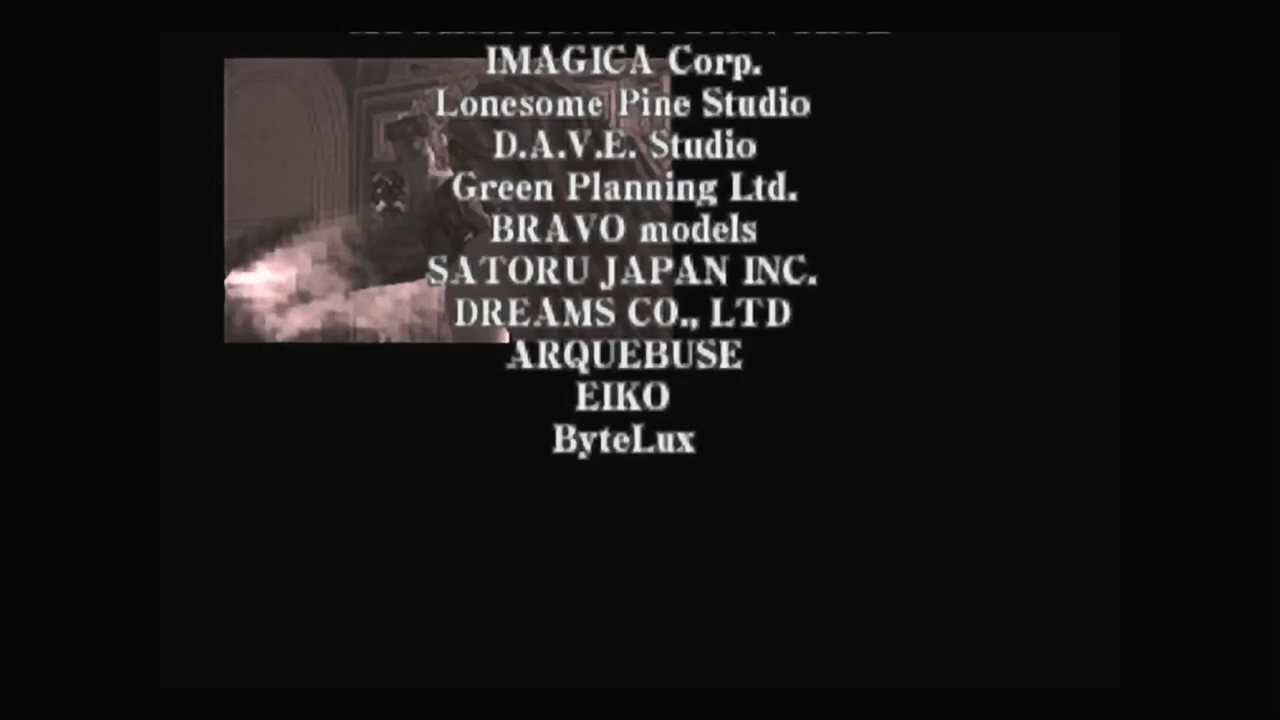 IMAGICA Corp.
Lonesome Pine Studio
D.A.V.E. Studio
Green Planning Ltd.
BRAVO models
SATORU JAPAN INC.
DREAMS CO., LTD
ARQUEBUSE
EIKO
ByteLux